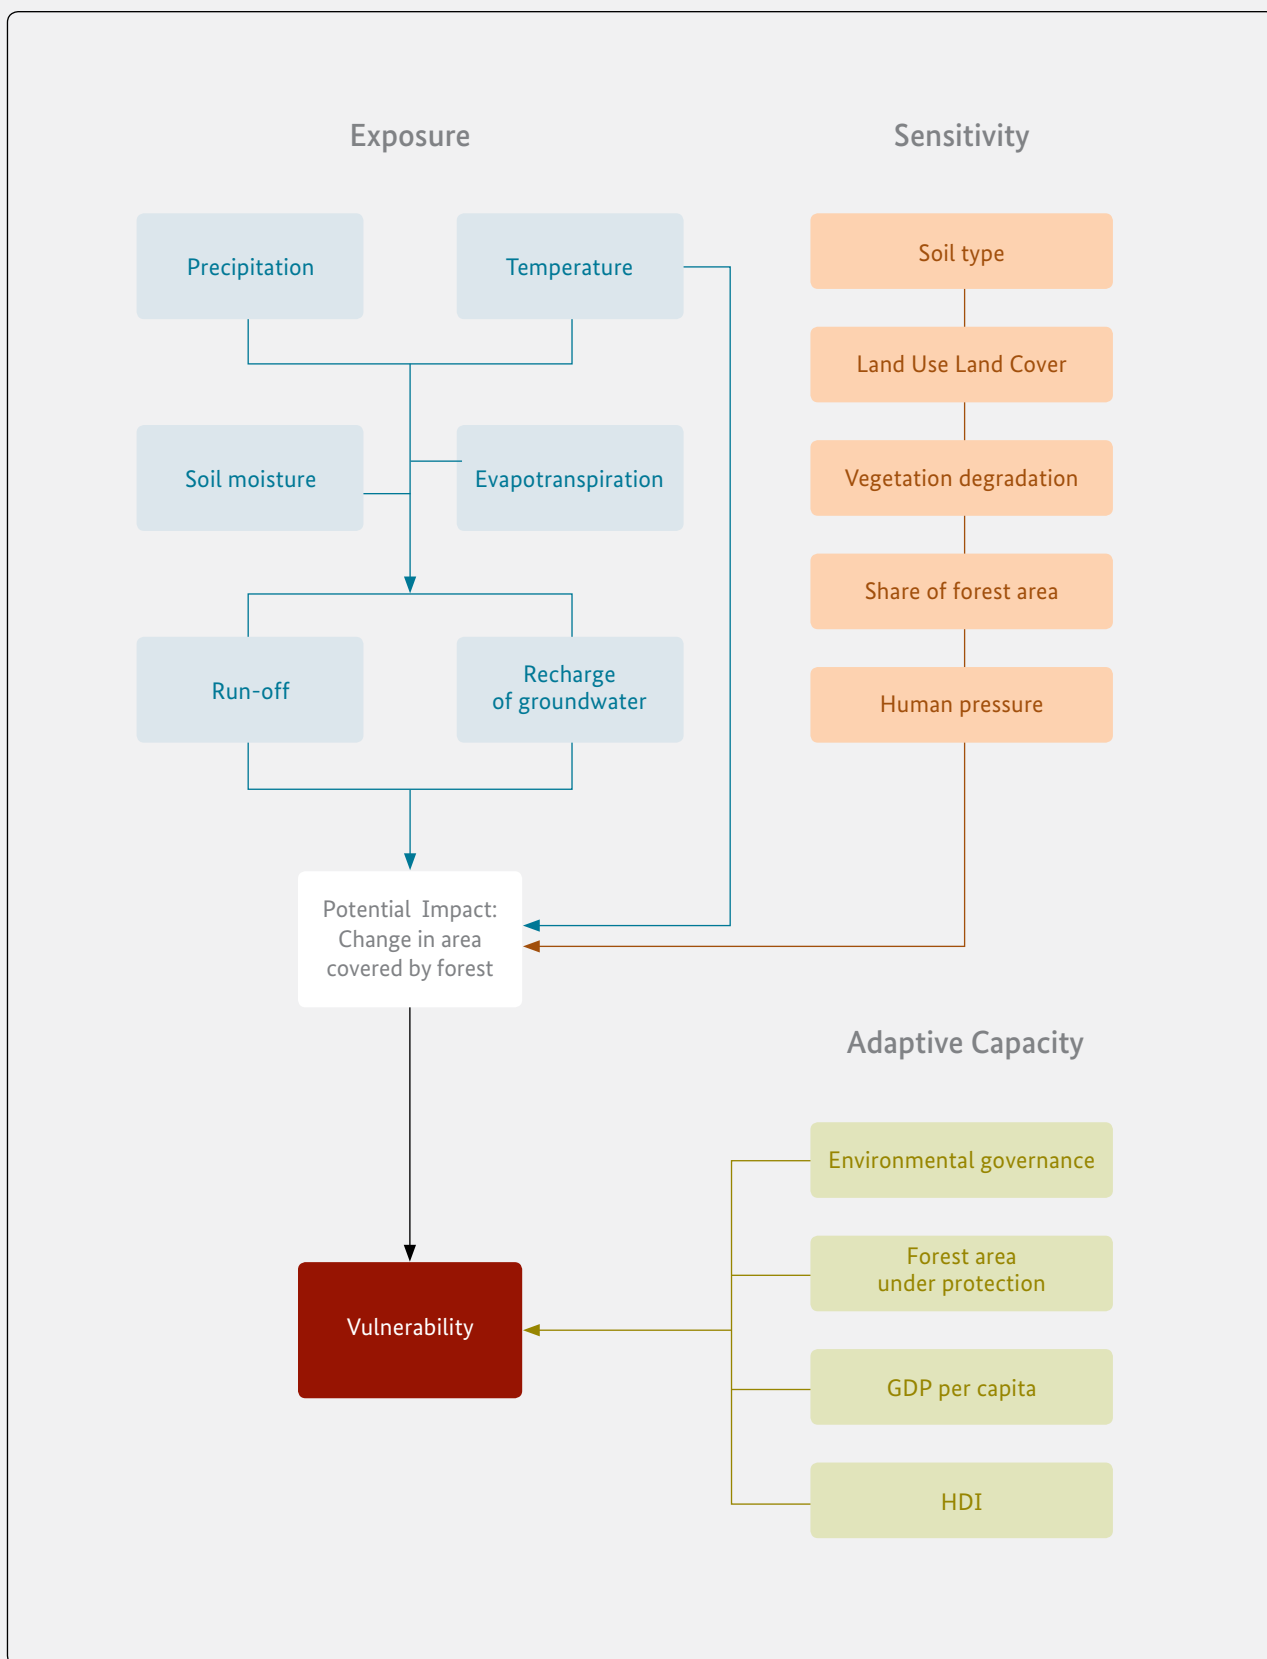 Exposure
Sensitivity
Precipitation
Temperature
Soil type
Land Use Land Cover
Soil moisture
Evapotranspiration
Vegetation degradation
Share of forest area
Run-off
Recharge
of groundwater
Human pressure
Potential Impact:
Change in area
covered by forest
Adaptive Capacity
Environmental governance
Forest area
under protection
Vulnerability
GDP per capita
HDI